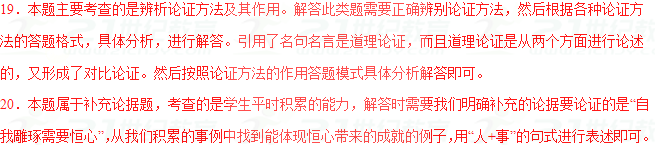 19．本题主要考查的是辨析论证方法及其作用。解答此类题需要正确辨别论证方法，然后根据各种论证方
法的答题格式，具体分析，进行解答。引用了名句名言是道理论证，而且道理论证是从两个方面进行论述
的，又形成了对比论证。然后按照论证方法的作用答题模式具体分析解答即可。
20．本题属于补充论据题，考查的是学生平时积累的能力，解答时需要我们明确补充的论据要论证的是“自
我雕琢需要恒心”，从我们积累的事例中找到能体现恒心带来的成就的例子，用“人+事”的句式进行表述即可。